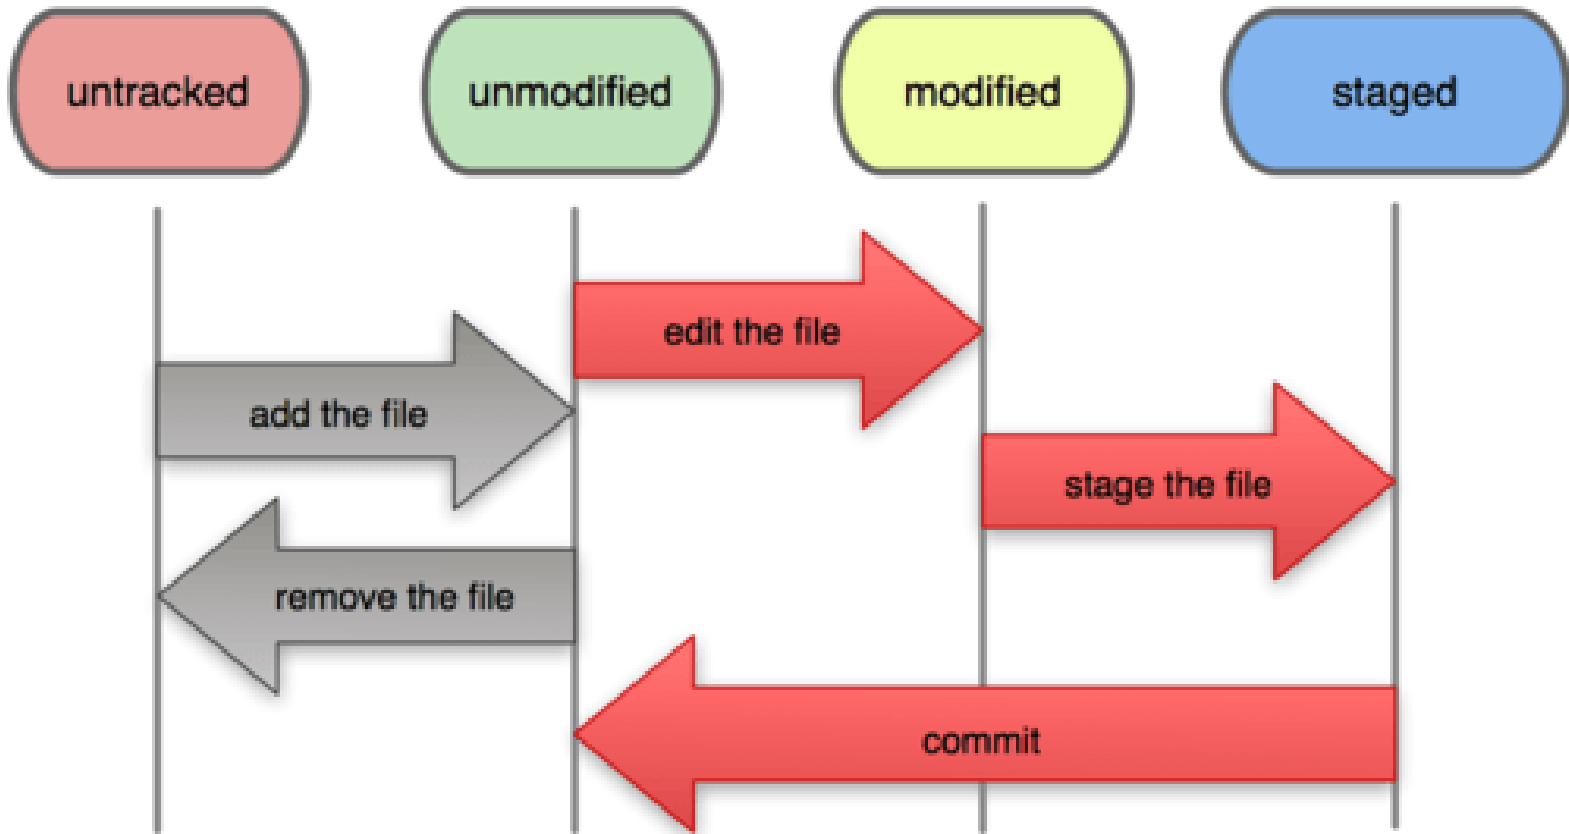 untracked
unmodified
modified
staged
edit the file
add the file
stage the file
remove the file
commit